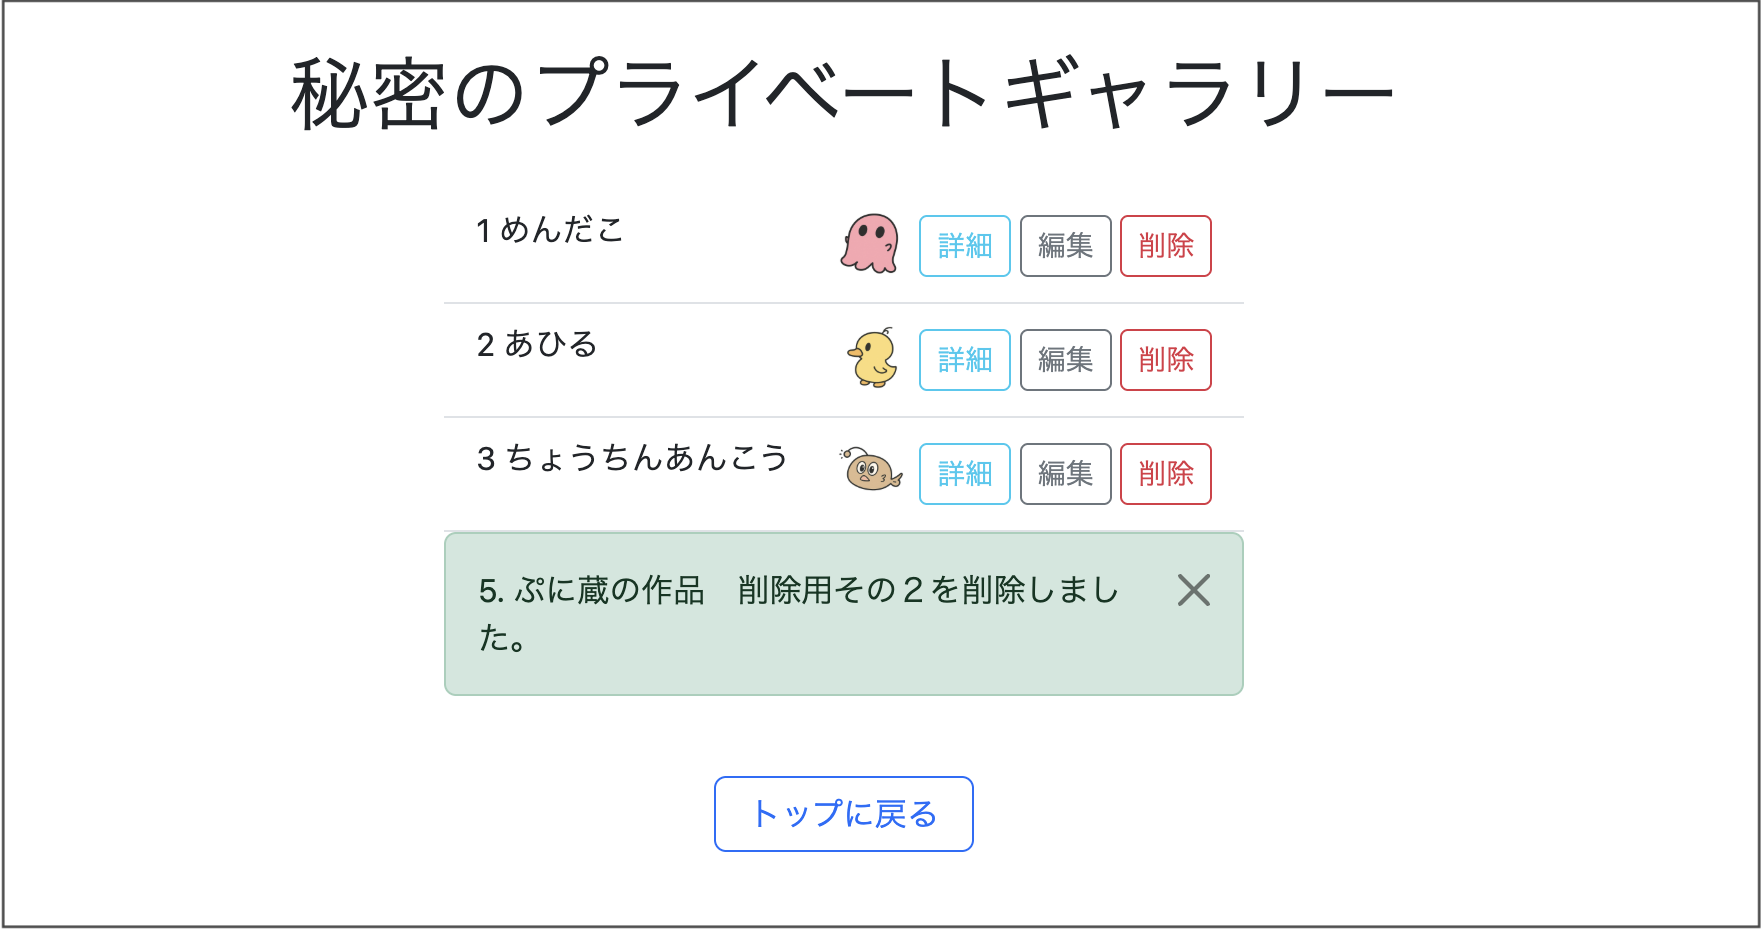 秘密のプライベートギャラリー
1 めんだこ 詳細 編集 削除
2 あひる 詳細 編集 削除
3 ちょうちんあんこう 詳細 編集 削除
5. ぷに蔵の作品　削除用その２を削除しまし
た。
トップに戻る